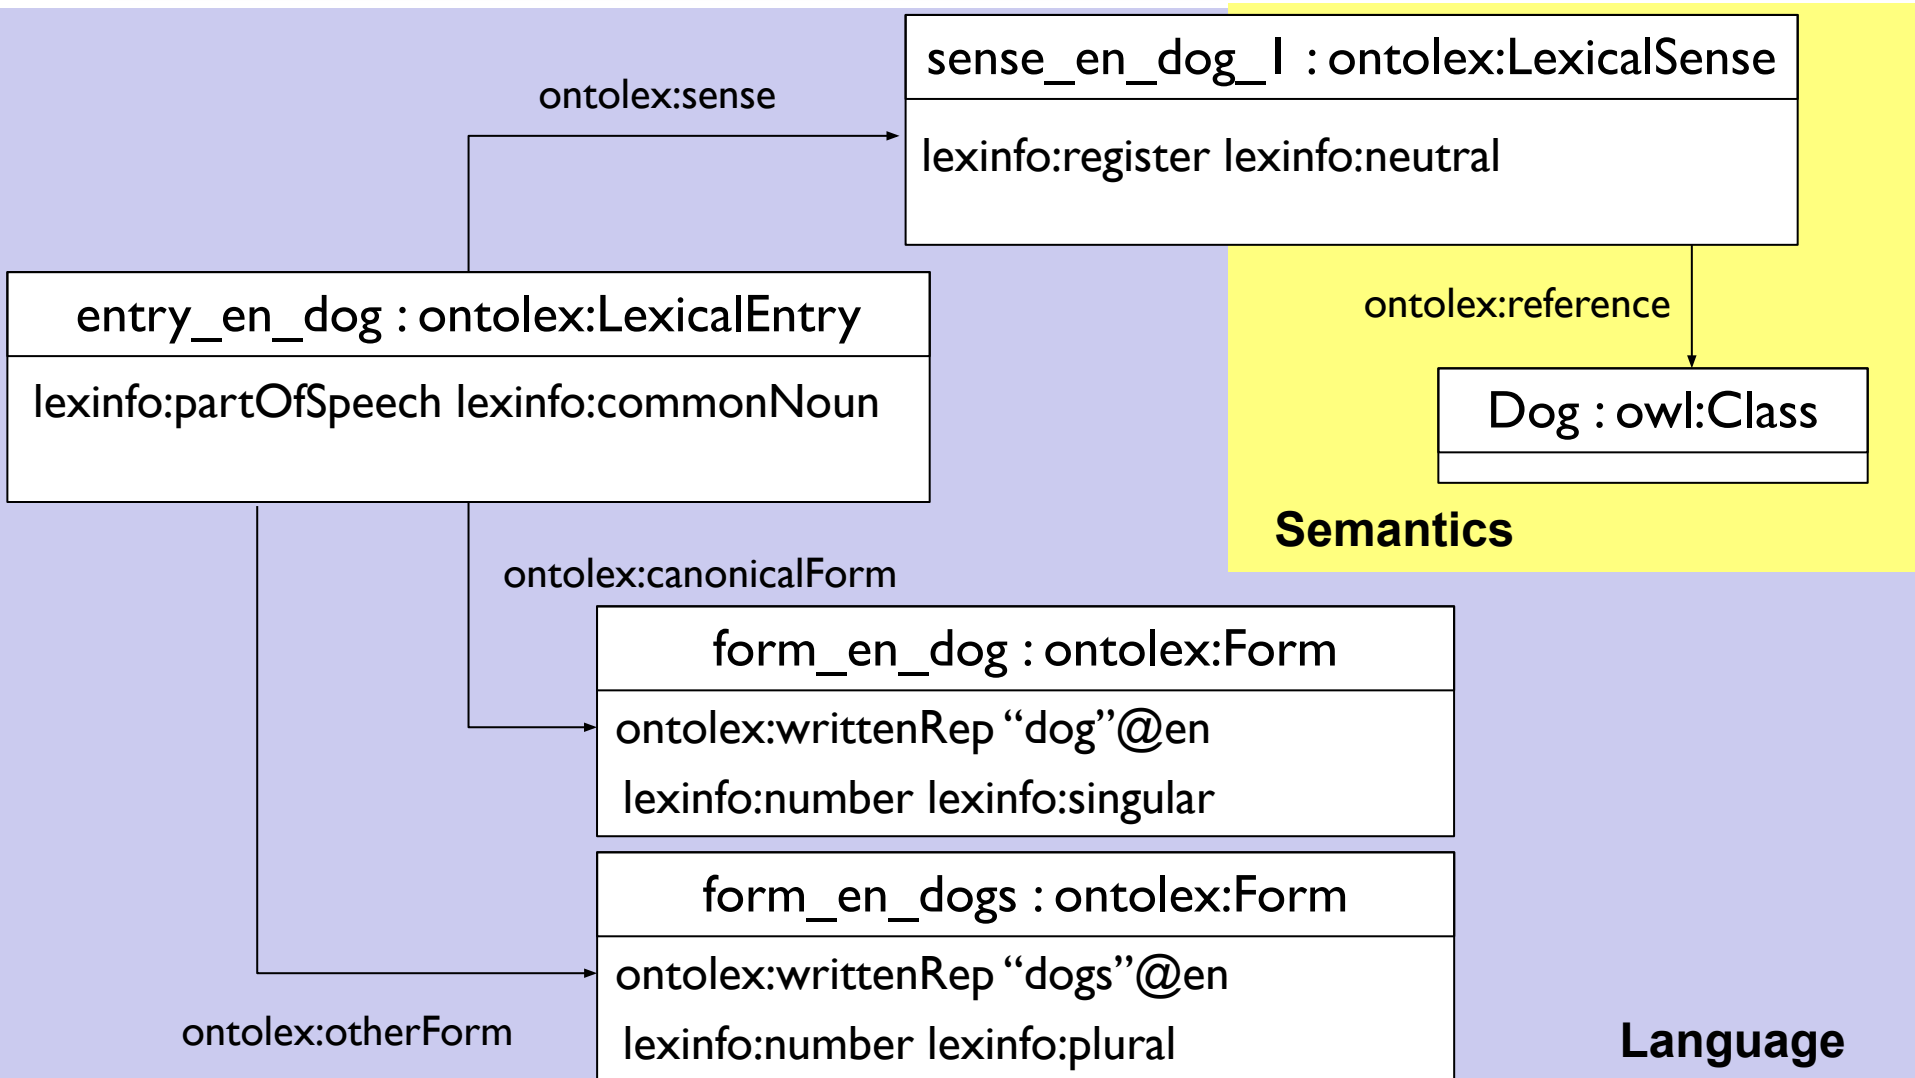 sense_en_dog_1 : ontolex:LexicalSense
ontolex:sense
lexinfo:register lexinfo:neutral
entry_en_dog : ontolex:LexicalEntry
ontolex:reference
lexinfo:partOfSpeech lexinfo:commonNoun
Dog : owl:Class
Semantics
ontolex:canonicalForm
form_en_dog : ontolex:Form
ontolex:writtenRep “dog”@en
lexinfo:number lexinfo:singular
form_en_dogs : ontolex:Form
ontolex:writtenRep “dogs”@en
ontolex:otherForm
lexinfo:number lexinfo:plural
Language